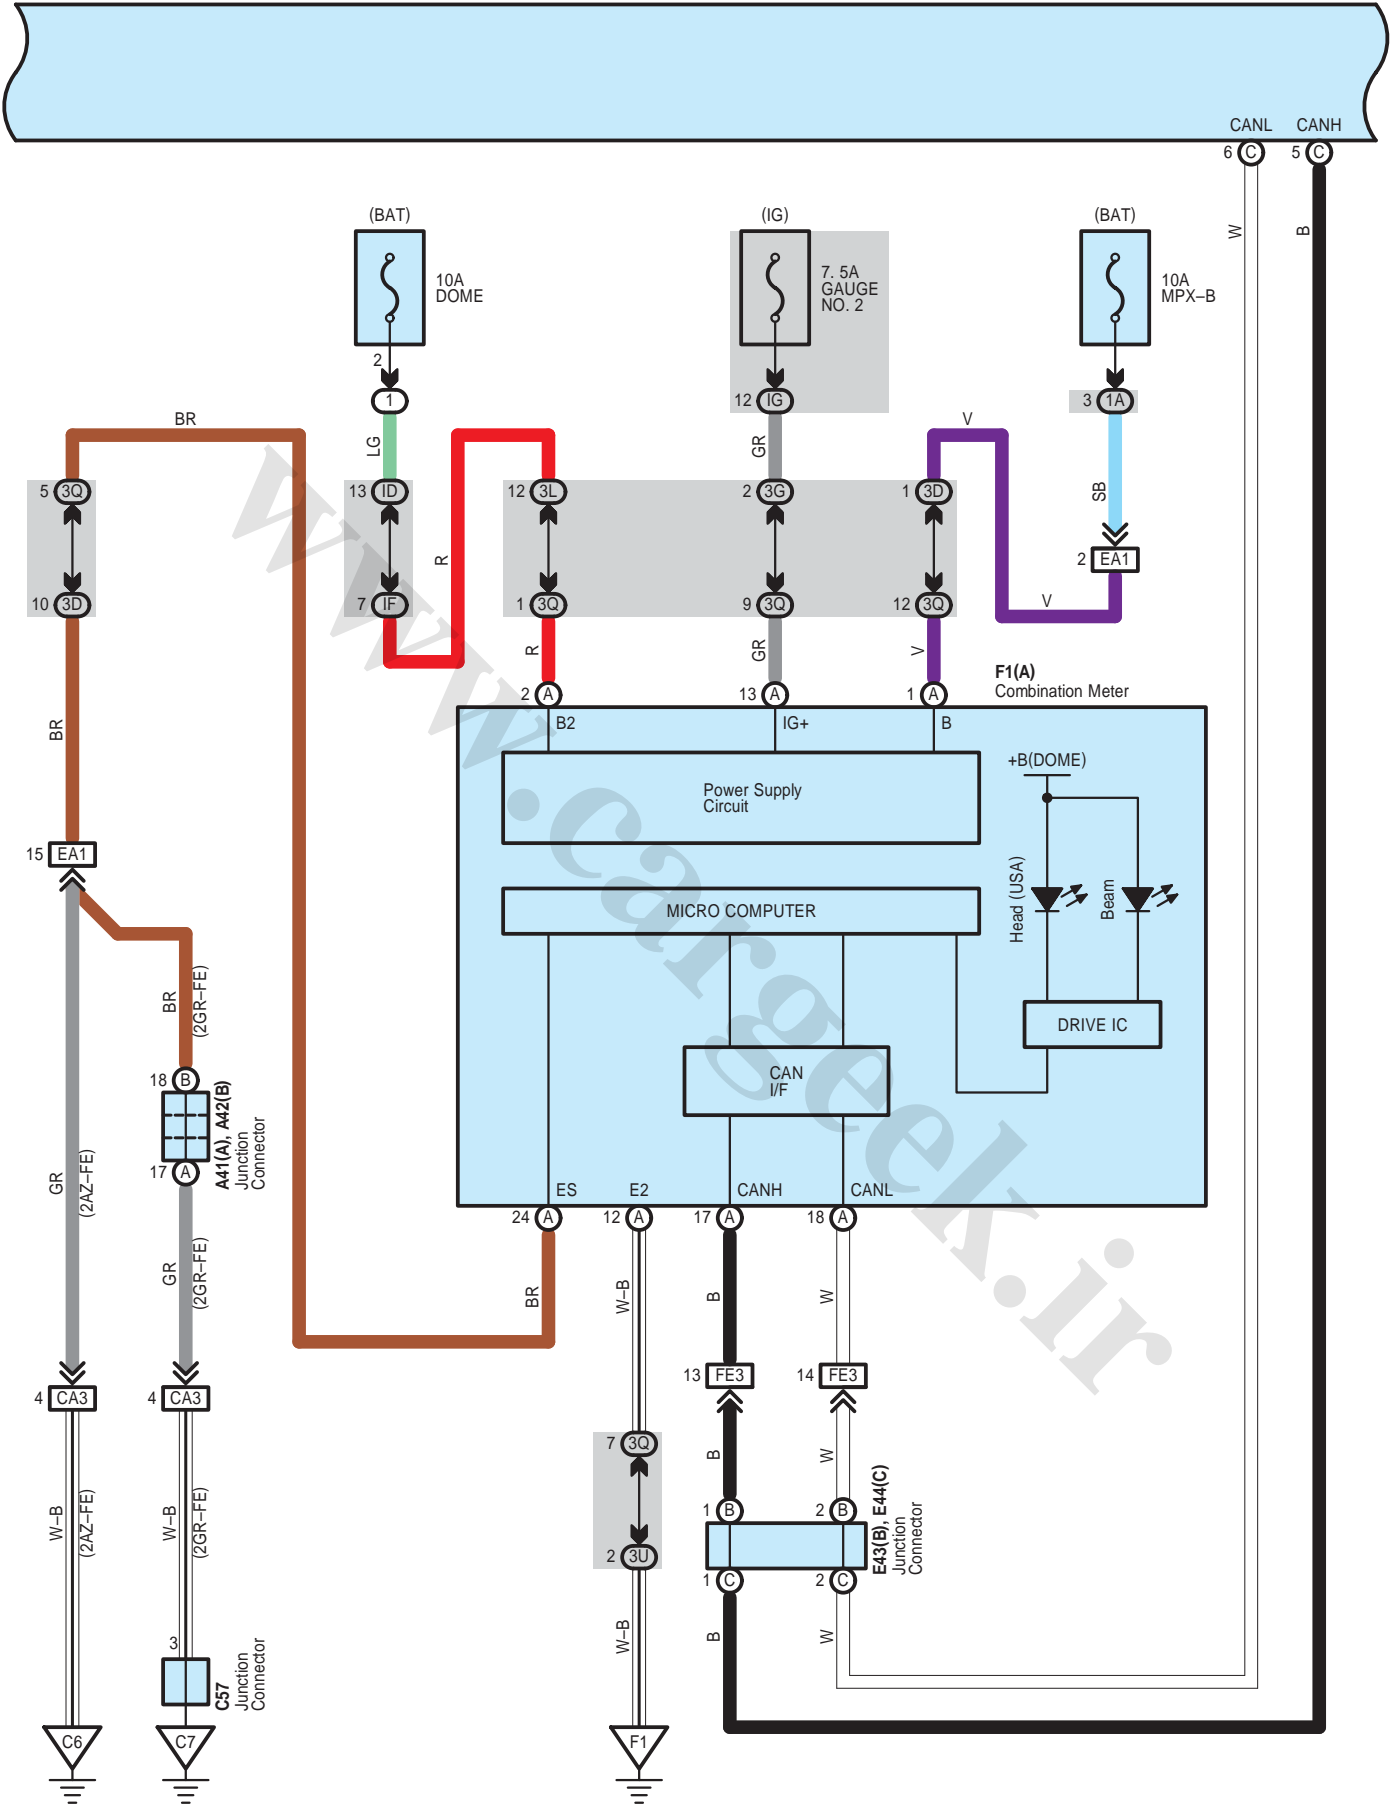 CANL CANH
6 C 5 C
W B
(BAT) (IG) (BAT)
10A
DOME
7. 5A
GAUGE
NO. 2
10A
MPX–B
2
1
12 IG
3 1A
BR
LG
GR
V
SB
5 3Q
13 ID
12 3L
2 3G
1 3D
R
2 EA1
10 3D
7 IF
1 3Q
9 3Q
12 3Q
V
R
GR
V
F1(A)
Combination Meter
2 A
13 A
1 A
B2
IG+
B
BR
+B(DOME)
Power Supply
Circuit
15 EA1
Head (USA)
Beam
MICRO COMPUTER
BR
(2GR–FE)
DRIVE IC
CAN
I/F
18 B
A41(A), A42(B)
Junction
Connector
17 A
GR
(2AZ–FE)
ES
E2
CANH
CANL
24 A
12 A
17 A
18 A
GR
(2GR–FE)
BR
W–B
B
W
13 FE3
14 FE3
4 CA3
4 CA3
7 3Q
B
W
1 B
2 B
E43(B), E44(C)
Junction
Connector
W–B
(2AZ–FE)
W–B
(2GR–FE)
2 3U
1 C
2 C
W–B
B
W
3
C57
Junction
Connector
C6
C7
F1
www.cargeek.ir